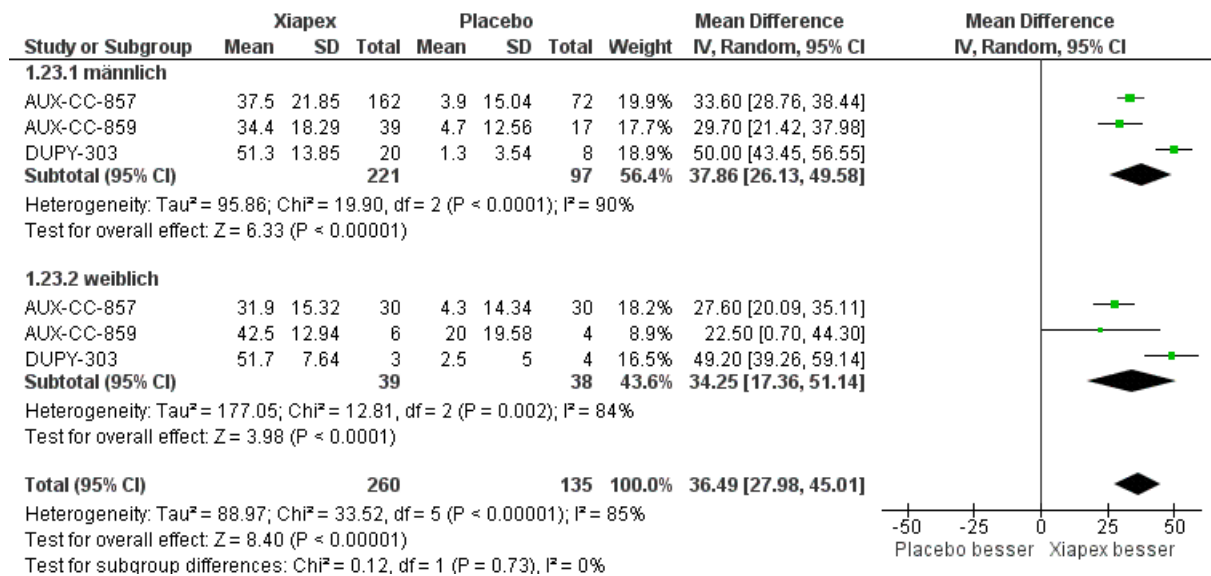 Xiapex Placebo Mean Difference Mean Difference
Study or Subgroup Mean SD Total Mean SD Total Weight IV, Random, 95% CI IV, Random, 95% CI
1.23.1 männlich
AUX-CC-857 37.5 21.85 162 3.9 15.04 72 19.9% 33.60 [28.76, 38.44]
AUX-CC-859 34.4 18.29 39 4.7 12.56 17 17.7% 29.70 [21.42, 37.98]
DUPY-303 51.3 13.85 20 1.3 3.54 8 18.9% 50.00 [43.45, 56.55]
Subtotal (95% CI) 221 97 56.4% 37.86 [26.13, 49.58]
Heterogeneity: Tau² = 95.86; Chi² = 19.90, df = 2 (P < 0.0001); I² = 90%
Test for overall effect: Z = 6.33 (P < 0.00001)
1.23.2 weiblich
AUX-CC-857 31.9 15.32 30 4.3 14.34 30 18.2% 27.60 [20.09, 35.11]
AUX-CC-859 42.5 12.94 6 20 19.58 4 8.9% 22.50 [0.70, 44.30]
DUPY-303 51.7 7.64 3 2.5 5 4 16.5% 49.20 [39.26, 59.14]
Subtotal (95% CI) 39 38 43.6% 34.25 [17.36, 51.14]
Heterogeneity: Tau² = 177.05; Chi² = 12.81, df = 2 (P = 0.002); I² = 84%
Test for overall effect: Z = 3.98 (P < 0.0001)
Total (95% CI) 260 135 100.0% 36.49 [27.98, 45.01]
Heterogeneity: Tau² = 88.97; Chi² = 33.52, df = 5 (P < 0.00001); I² = 85%
Test for overall effect: Z = 8.40 (P < 0.00001)
Test for subgroup differences: Chi² = 0.12, df = 1 (P = 0.73), I² = 0%
-50 -25 0 25 50
Placebo besser Xiapex besser